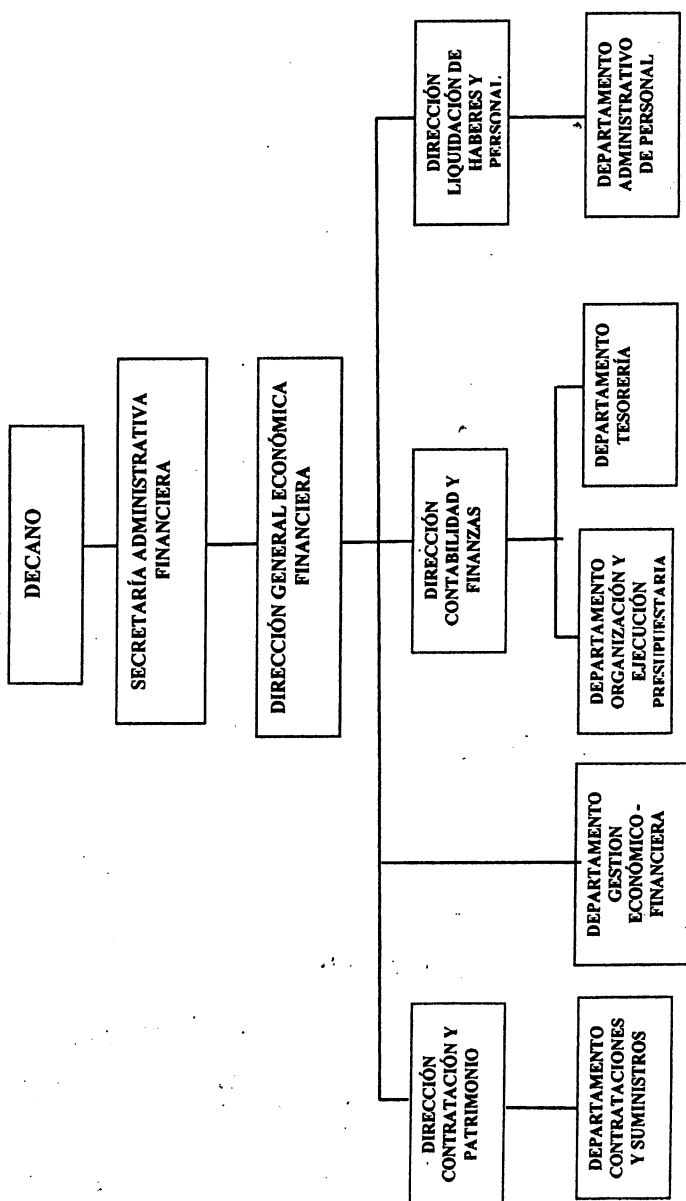 DECANO
SECRETARÍA ADMINISTRATIVA
FINANCIERA
DIRECCIÓN GENERAL ECONÓMICA
FINANCIERA
DIRECCIÓN
CONTRATACIÓN Y
PATRIMONIO
DIRECCIÓN
CONTABILIDAD Y
FINANZAS
DIRECCIÓN
LIQUIDACIÓN DE
HABERES Y
PERSONAL
DEPARTAMENTO
CONTRATACIONES
Y SUMINISTROS
DEPARTAMENTO
GESTION
ECONÓMICO -
FINANCIERA
DEPARTAMENTO
ORGANIZACIÓN Y
EJECUCIÓN
PRESUPUESTARIA
DEPARTAMENTO
TESORERÍA
DEPARTAMENTO
ADMINISTRATIVO
DE PERSONAL